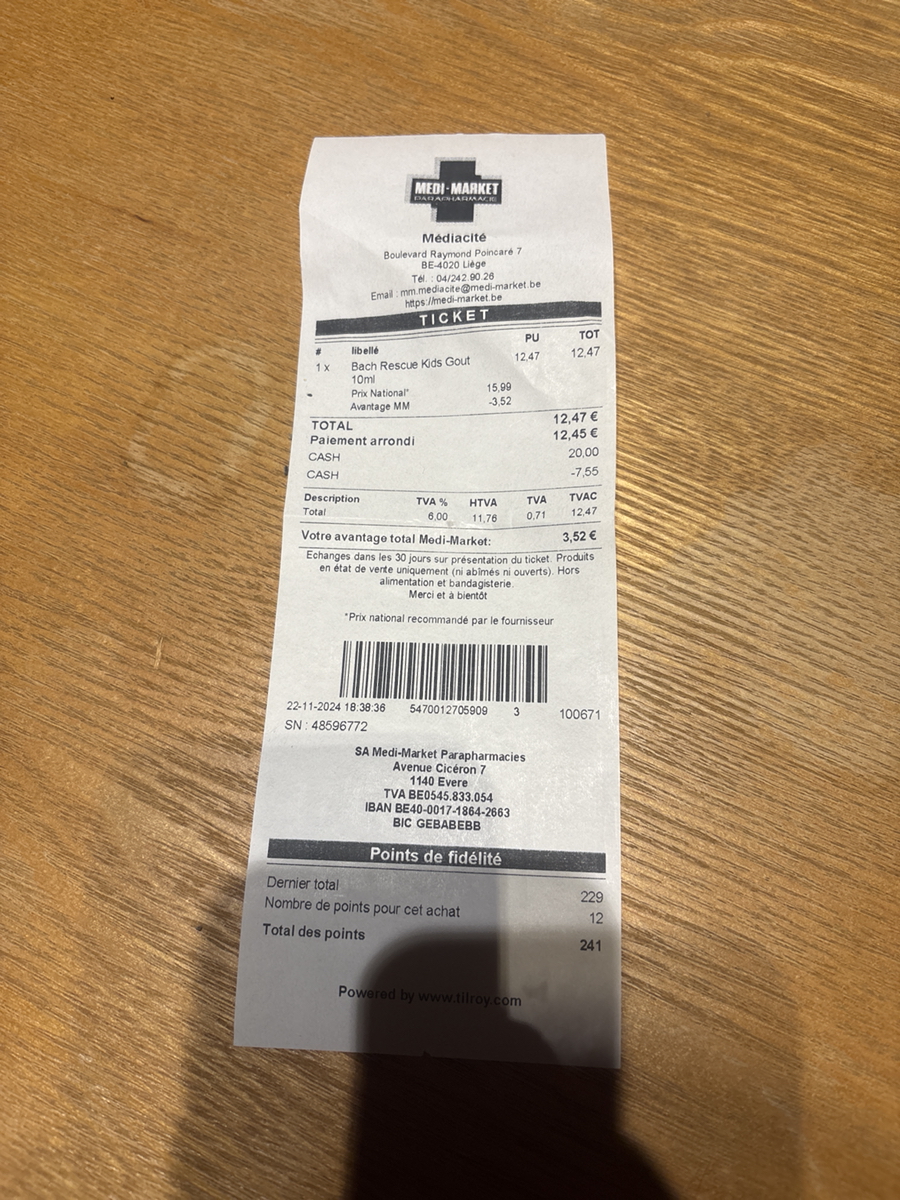 MEDI-MARKET
PARAPHARMACIE
Médiacité
Boulevard Raymond Poincaré 7
BE-4020 Liège
Tél. : 04/242.90.26
Email : mm.mediacite@medi-market.be
https://medi-market.be
TICKET
# libellé PU TOT
1 x Bach Rescue Kids Gout 12,47 12,47
10ml
Prix National* 15,99
Avantage MM -3,52
TOTAL 12,47 €
Paiement arrondi 12,45 €
CASH 20,00
CASH -7,55
Description TVA % HTVA TVA TVAC
Total 6,00 11,76 0,71 12,47
Votre avantage total Medi-Market: 3,52 €
Echanges dans les 30 jours sur présentation du ticket. Produits
en état de vente uniquement (ni abîmés ni ouverts). Hors
alimentation et bandagisterie.
Merci et à bientôt
*Prix national recommandé par le fournisseur
22-11-2024 18:38:36 5470012705909 3 100671
SN : 48596772
SA Medi-Market Parapharmacies
Avenue Cicéron 7
1140 Evere
TVA BE0545.833.054
IBAN BE40-0017-1864-2663
BIC GEBABEBB
Points de fidélité
Dernier total 229
Nombre de points pour cet achat 12
Total des points 241
Powered by www.tilroy.com